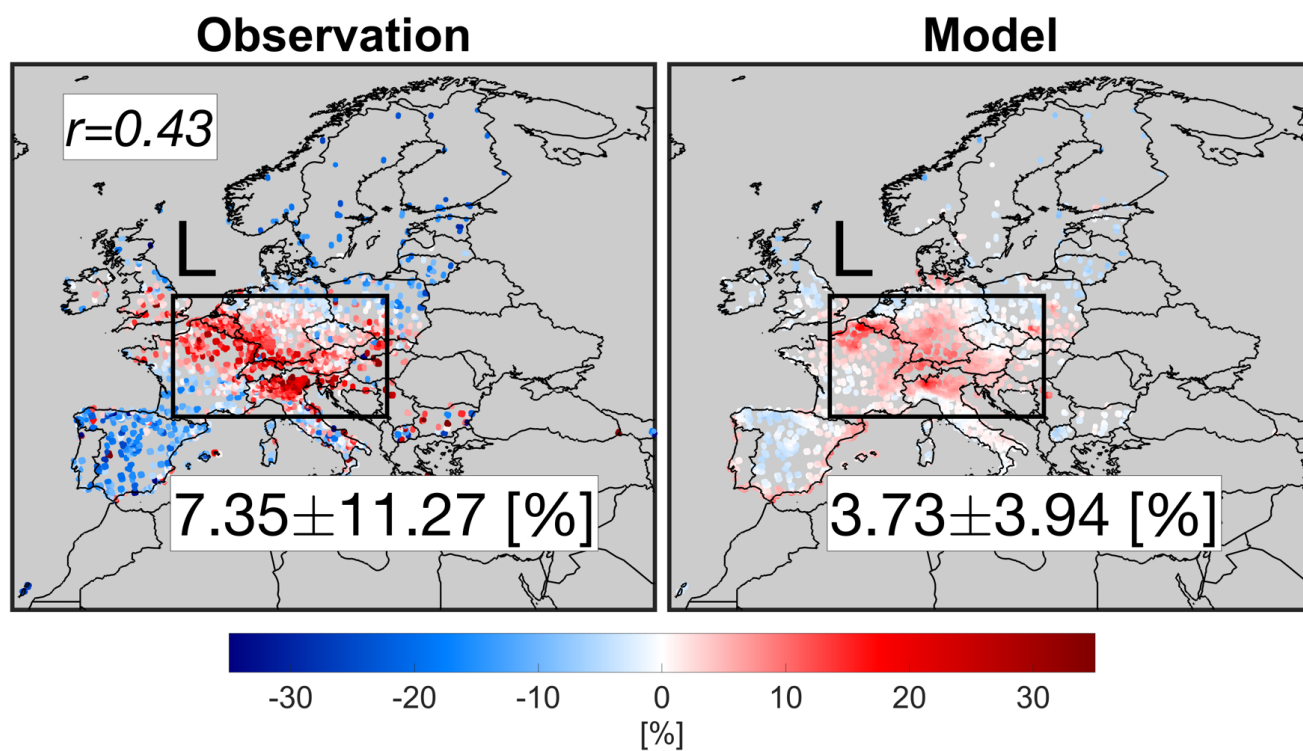 Observation
Model
r=0.43
L
L
7.35±11.27 [%]
3.73±3.94 [%]
-30 -20 -10 0 10 20 30
[%]